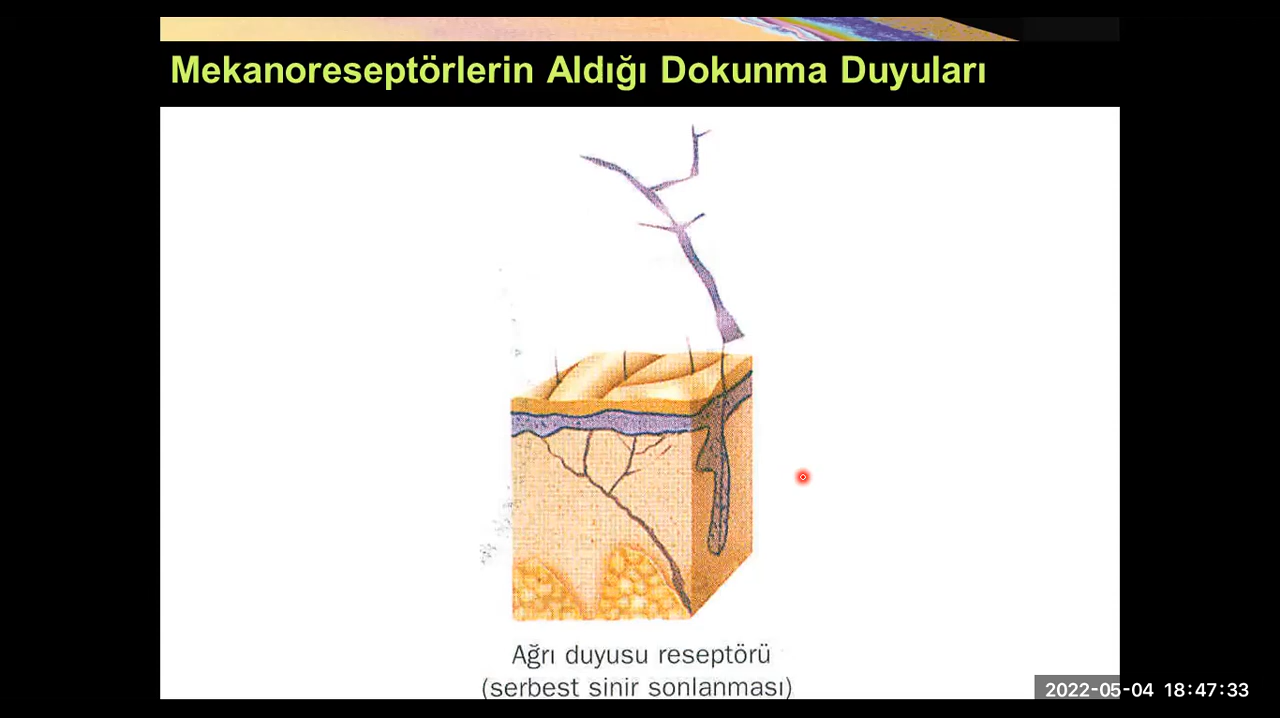 Mekanoreseptörlerin Aldığı Dokunma Duyuları
Ağrı duyusu reseptörü
(serbest sinir sonlanması)
2022-05-04 18:47:33